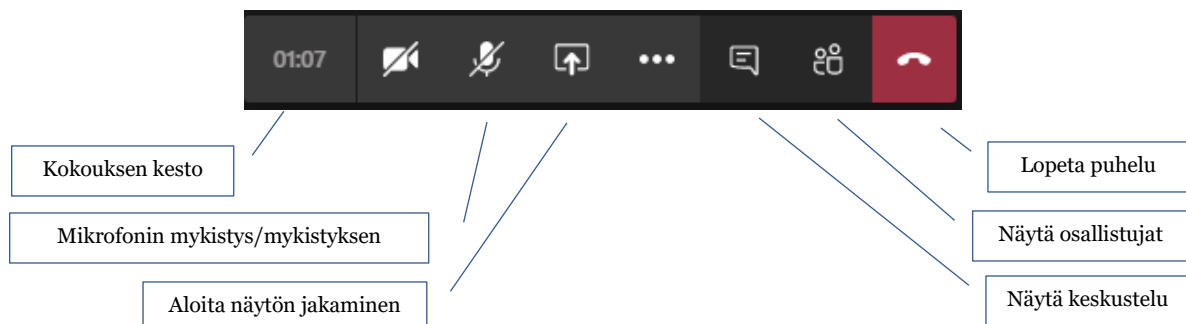 01:07
Kokouksen kesto
Lopeta puhelu
Mikrofonin mykistys/mykistyksen
Näytä osallistujat
Aloita näytön jakaminen
Näytä keskustelu